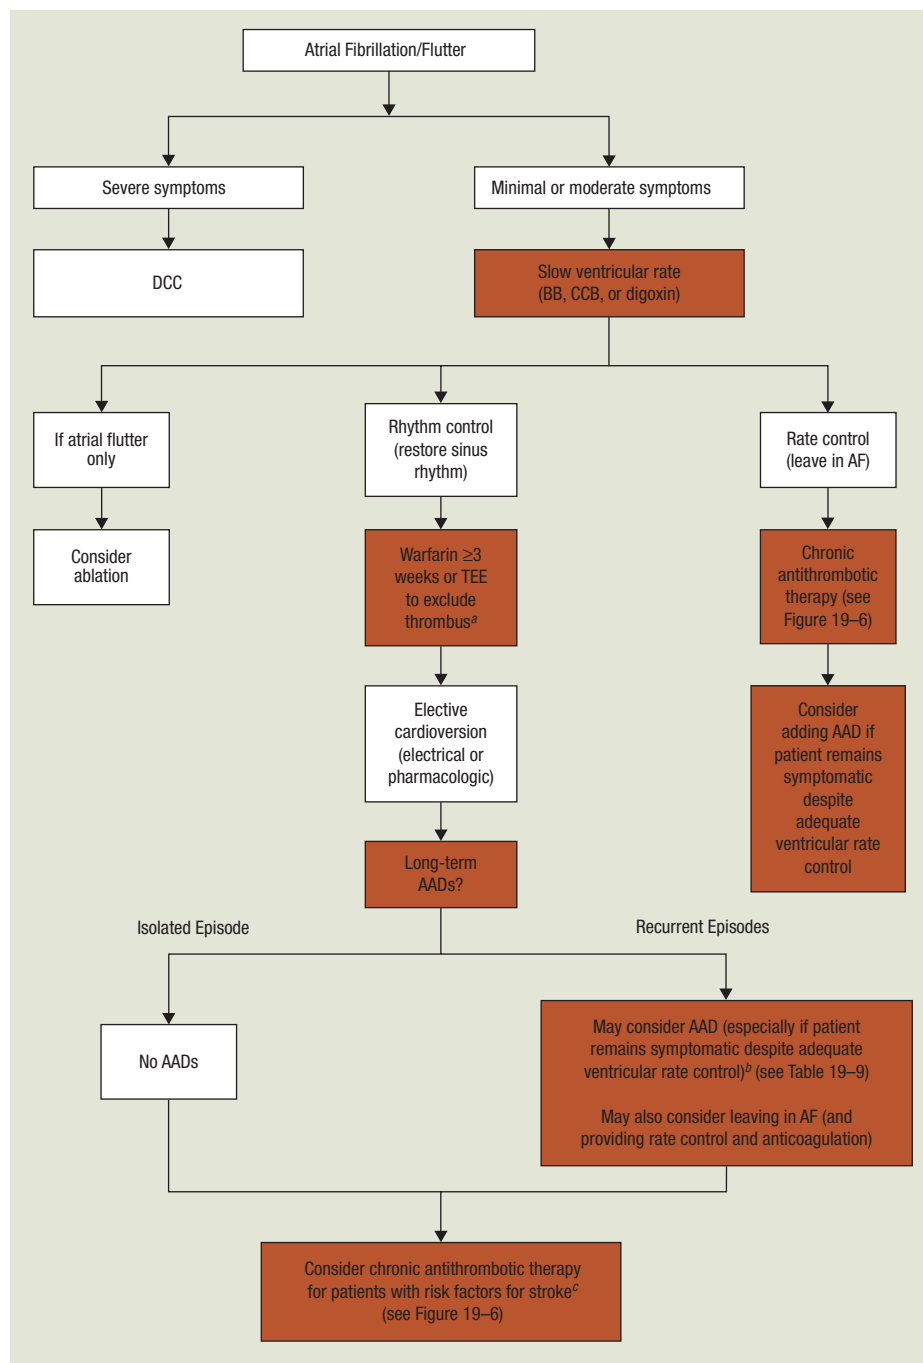 Atrial Fibrillation/Flutter
Severe symptoms
Minimal or moderate symptoms
DCC
Slow ventricular rate
(BB, CCB, or digoxin)
If atrial flutter
only
Rhythm control
(restore sinus
rhythm)
Rate control
(leave in AF)
Consider
ablation
Warfarin ≥3
weeks or TEE
to exclude
thrombusᵃ
Chronic
antithrombotic
therapy (see
Figure 19–6)
Elective
cardioversion
(electrical or
pharmacologic)
Consider
adding AAD if
patient remains
symptomatic
despite
adequate
ventricular rate
control
Long-term
AADs?
Isolated Episode
Recurrent Episodes
No AADs
May consider AAD (especially if patient
remains symptomatic despite adequate
ventricular rate control)ᵇ (see Table 19–9)
May also consider leaving in AF (and
providing rate control and anticoagulation)
Consider chronic antithrombotic therapy
for patients with risk factors for strokeᶜ
(see Figure 19–6)